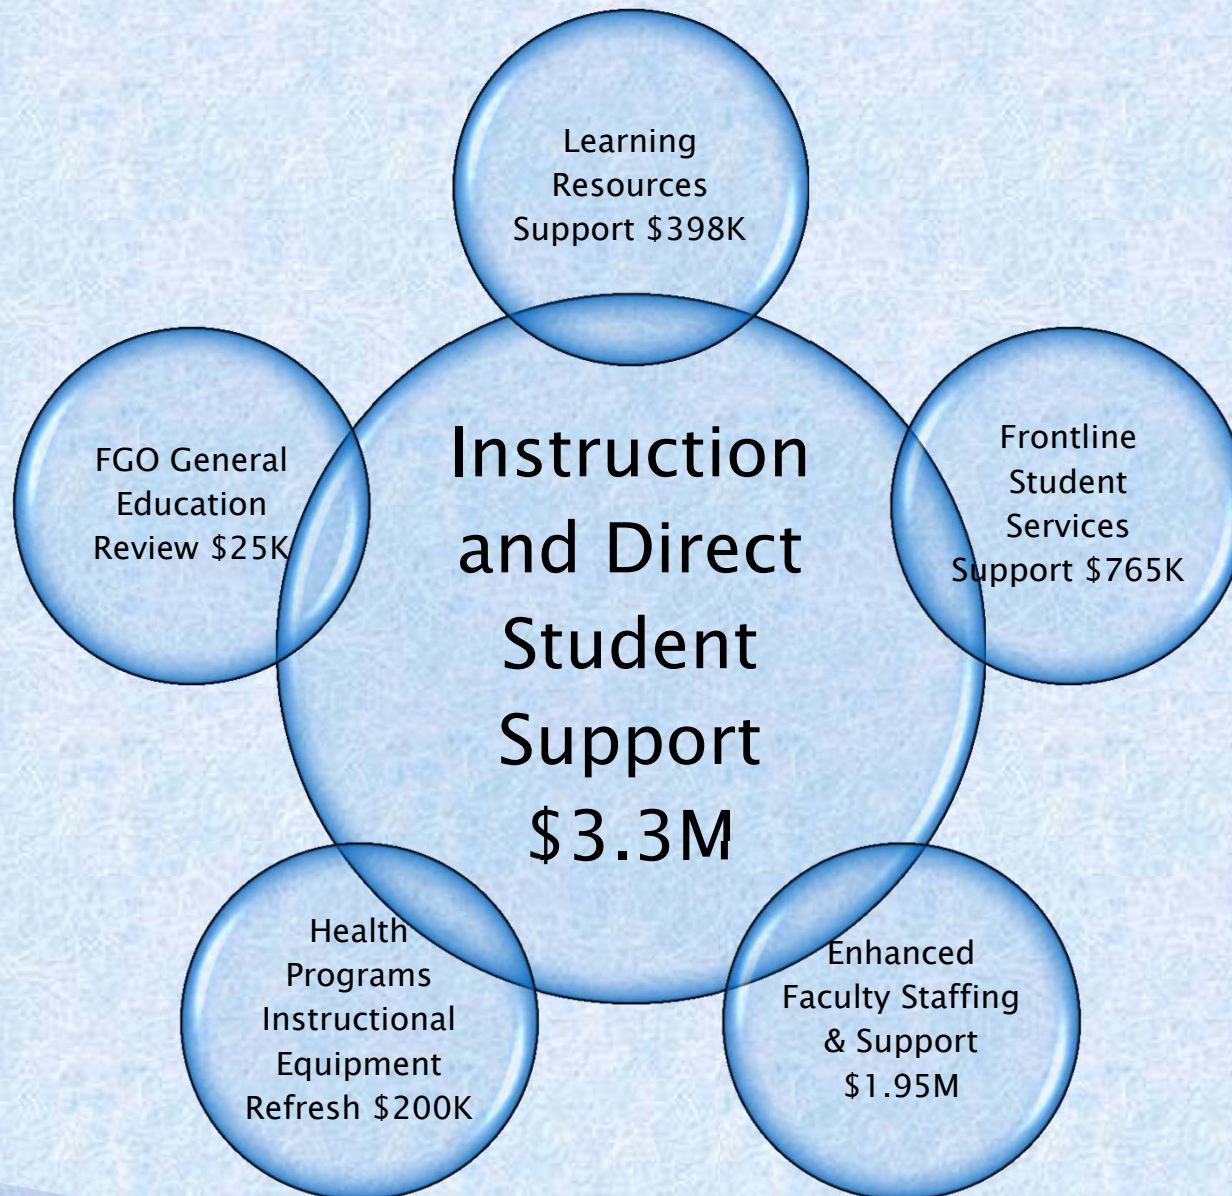 Learning
Resources
Support $398K
Frontline
Student
Services
Support $765K
Enhanced
Faculty Staffing
& Support
$1.95M
Health
Programs
Instructional
Equipment
Refresh $200K
FGO General
Education
Review $25K
Instruction
and Direct
Student
Support
$3.3M